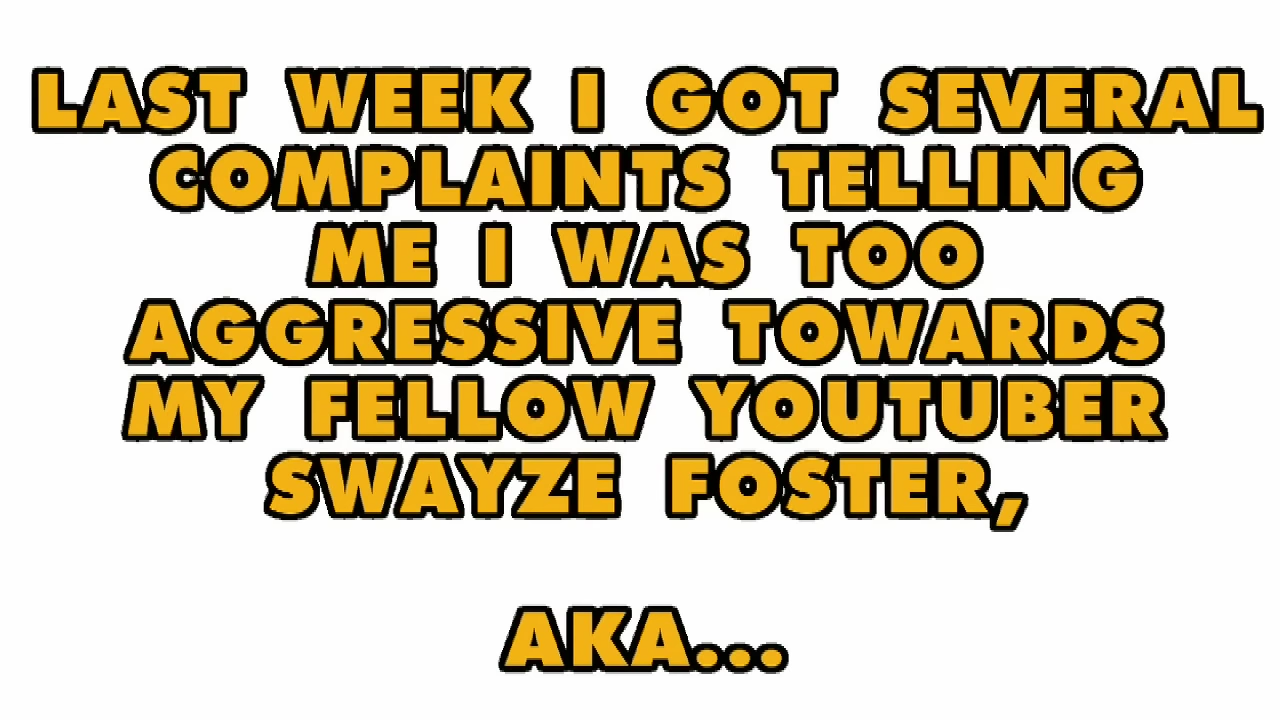 LAST WEEK I GOT SEVERAL
COMPLAINTS TELLING
ME I WAS TOO
AGGRESSIVE TOWARDS
MY FELLOW YOUTUBER
SWAYZE FOSTER,
AKA...